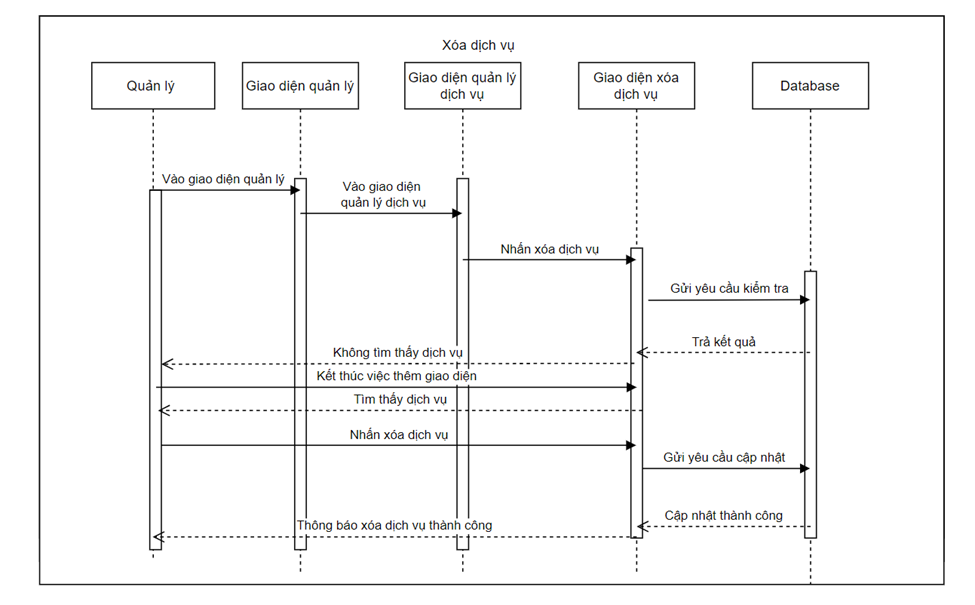 Xóa dịch vụ
Quản lý
Giao diện quản lý
Giao diện quản lý
dịch vụ
Giao diện xóa
dịch vụ
Database
Vào giao diện quản lý
Vào giao diện
quản lý dịch vụ
Nhấn xóa dịch vụ
Gửi yêu cầu kiểm tra
Trả kết quả
Không tìm thấy dịch vụ
Kết thúc việc thêm giao diện
Tìm thấy dịch vụ
Nhấn xóa dịch vụ
Gửi yêu cầu cập nhật
Cập nhật thành công
Thông báo xóa dịch vụ thành công